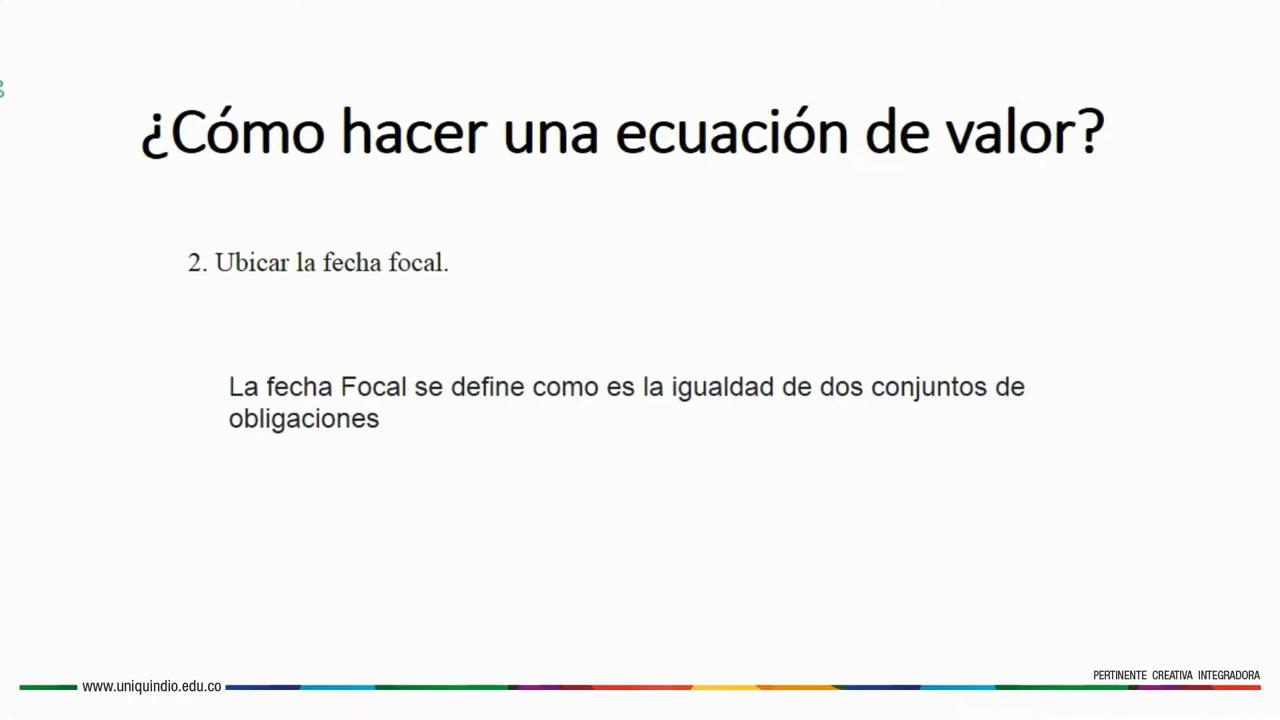 ¿Cómo hacer una ecuación de valor?
2. Ubicar la fecha focal.
La fecha Focal se define como es la igualdad de dos conjuntos de
obligaciones
PERTINENTE CREATIVA INTEGRADORA
www.uniquindio.edu.co